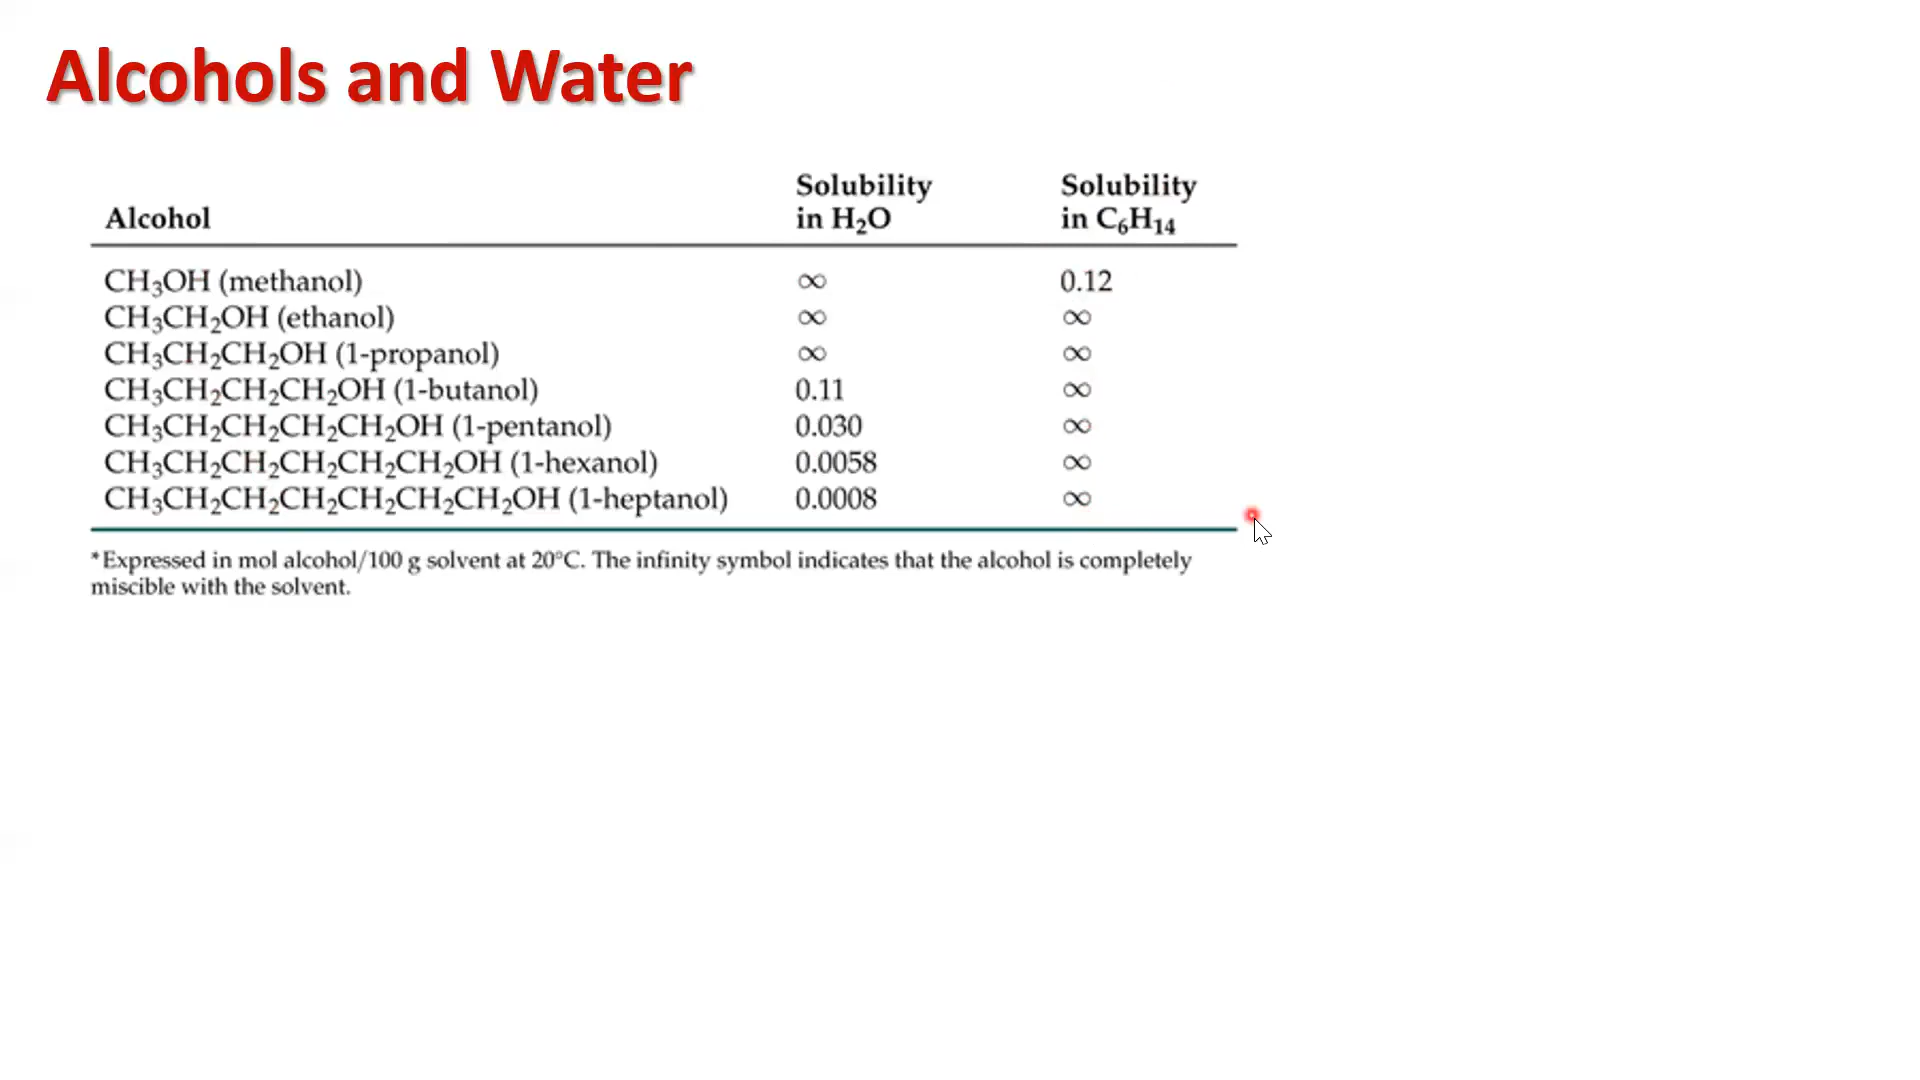 Alcohols and Water
Solubility Solubility
Alcohol in H₂O in C₆H₁₄
CH₃OH (methanol) ∞ 0.12
CH₃CH₂OH (ethanol) ∞ ∞
CH₃CH₂CH₂OH (1-propanol) ∞ ∞
CH₃CH₂CH₂CH₂OH (1-butanol) 0.11 ∞
CH₃CH₂CH₂CH₂CH₂OH (1-pentanol) 0.030 ∞
CH₃CH₂CH₂CH₂CH₂CH₂OH (1-hexanol) 0.0058 ∞
CH₃CH₂CH₂CH₂CH₂CH₂CH₂OH (1-heptanol) 0.0008 ∞
*Expressed in mol alcohol/100 g solvent at 20°C. The infinity symbol indicates that the alcohol is completely
miscible with the solvent.